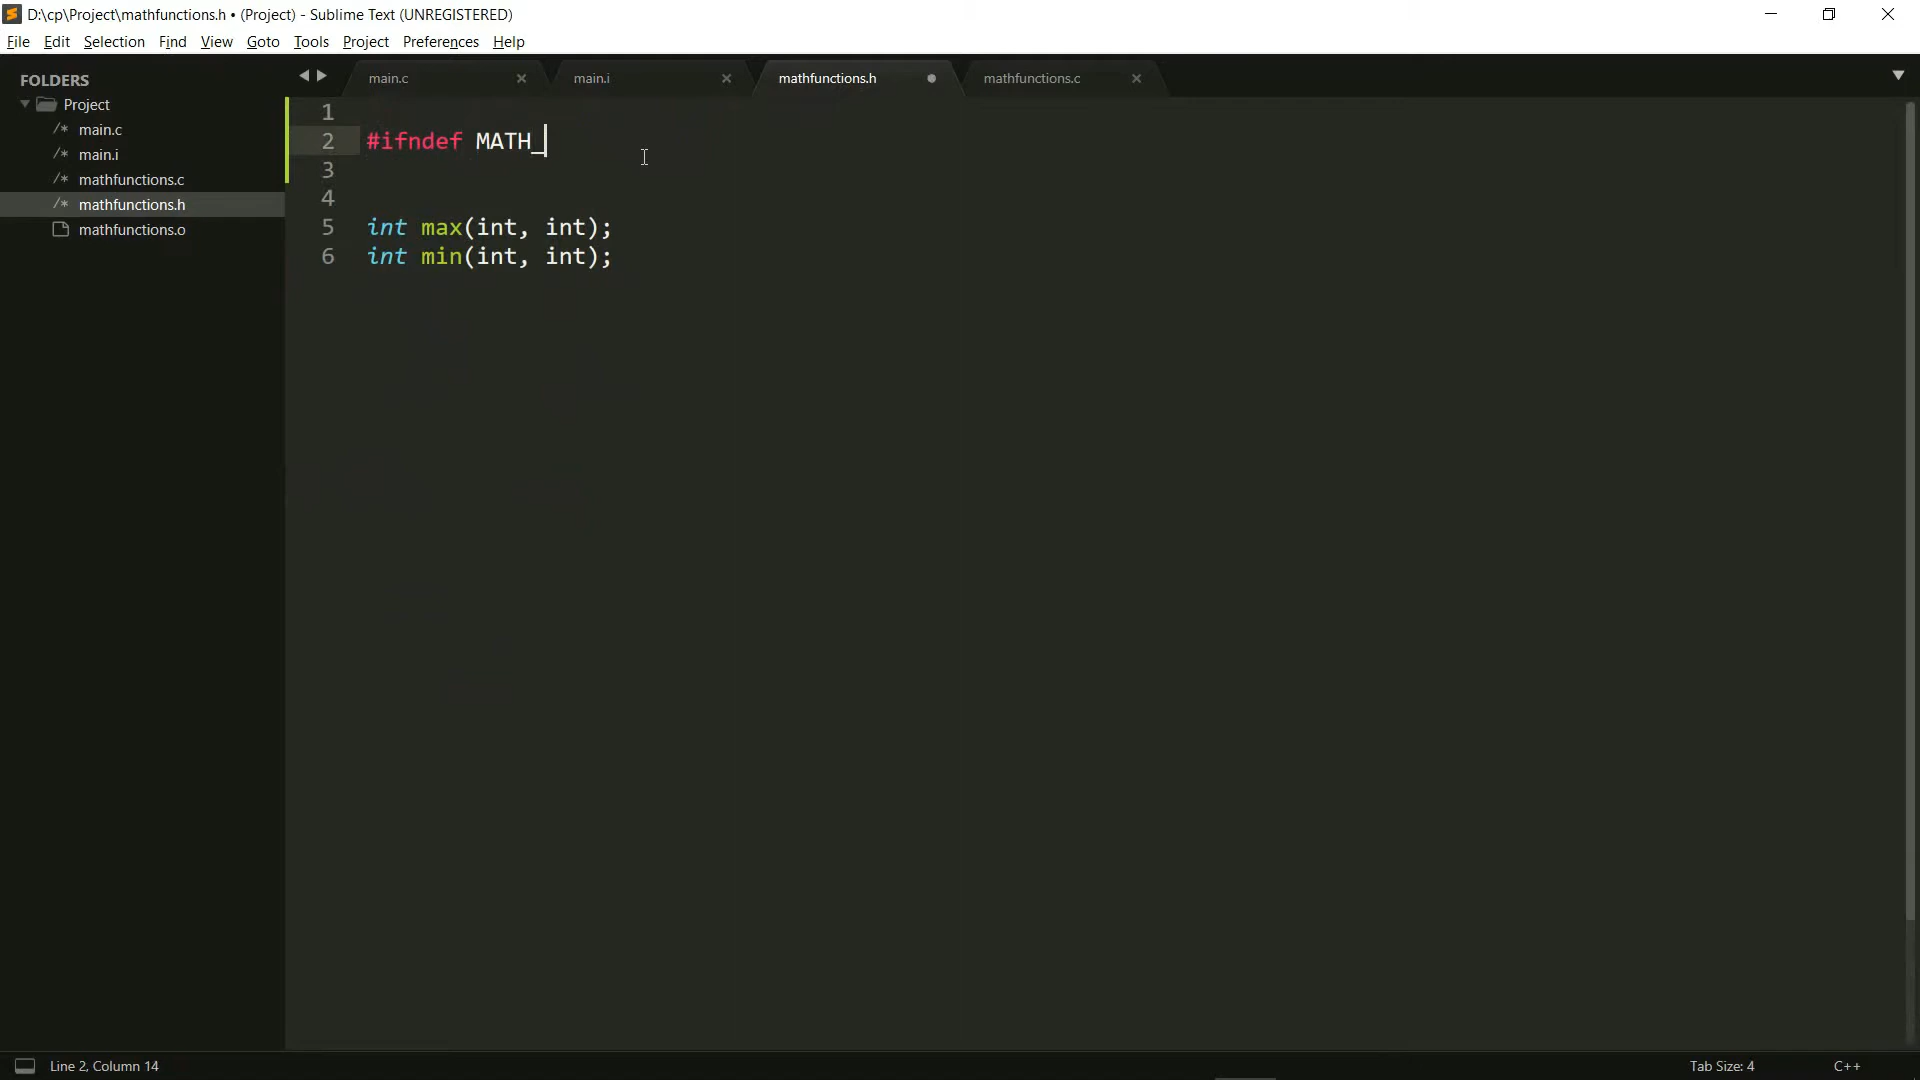 D:\cp\Project\mathfunctions.h • (Project) - Sublime Text (UNREGISTERED)
File Edit Selection Find View Goto Tools Project Preferences Help
FOLDERS
Project
/* main.c
/* main.i
/* mathfunctions.c
/* mathfunctions.h
mathfunctions.o
main.c main.i mathfunctions.h mathfunctions.c
1
2 #ifndef MATH_
3
4
5 int max(int, int);
6 int min(int, int);
Line 2, Column 14 Tab Size: 4 C++